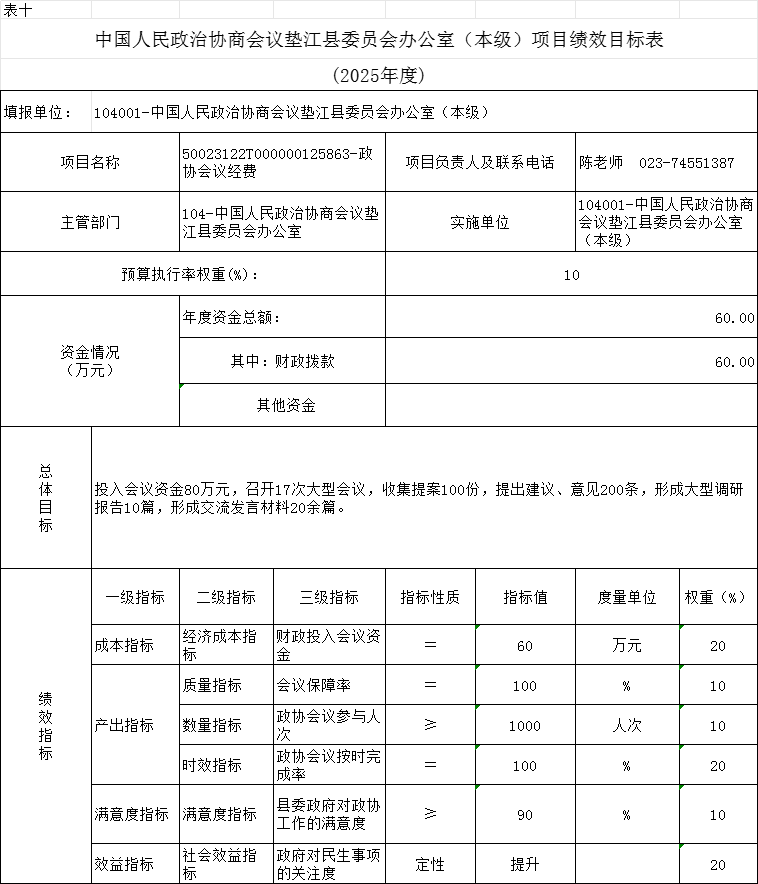 表十
中国人民政治协商会议垫江县委员会办公室（本级）项目绩效目标表
(2025年度)
填报单位： 104001-中国人民政治协商会议垫江县委员会办公室（本级）
项目名称
50023122T000000125863-政
协会议经费
项目负责人及联系电话
陈老师 023-74551387
主管部门
104-中国人民政治协商会议垫
江县委员会办公室
实施单位
104001-中国人民政治协商
会议垫江县委员会办公室
（本级）
预算执行率权重(%)： 10
资金情况
（万元）
年度资金总额： 60.00
其中：财政拨款 60.00
其他资金
总
体
目
标
投入会议资金80万元，召开17次大型会议，收集提案100份，提出建议、意见200条，形成大型调研
报告10篇，形成交流发言材料20余篇。
绩
效
指
标
一级指标 二级指标 三级指标 指标性质 指标值 度量单位 权重（%）
成本指标
经济成本指
标
财政投入会议资
金
＝ 60 万元 20
产出指标
质量指标 会议保障率 ＝ 100 % 10
数量指标
政协会议参与人
次
≥ 1000 人次 10
时效指标
政协会议按时完
成率
＝ 100 % 20
满意度指标 满意度指标
县委政府对政协
工作的满意度
≥ 90 % 10
效益指标
社会效益指
标
政府对民生事项
的关注度
定性 提升 20